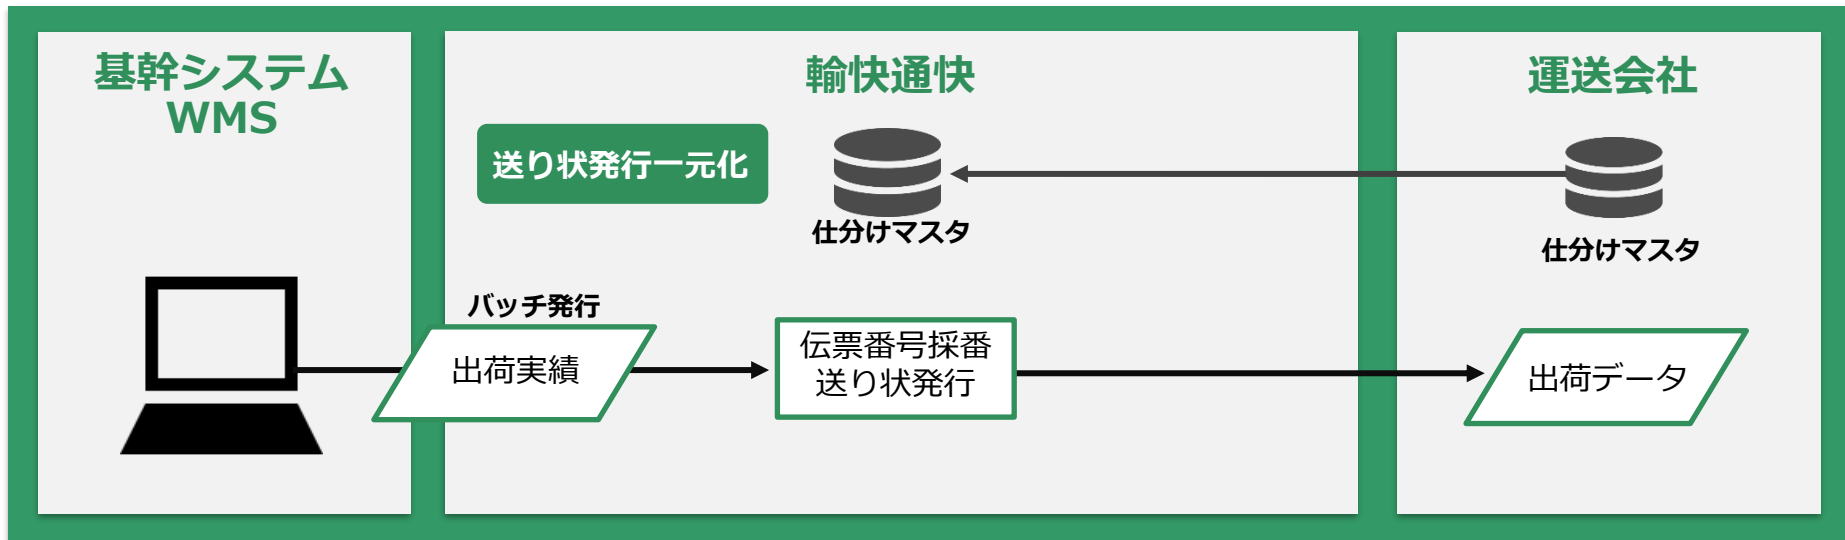 基幹システム
WMS
輸快通快
運送会社
送り状発行一元化
仕分けマスタ
仕分けマスタ
バッチ発行
出荷実績
伝票番号採番
送り状発行
出荷データ